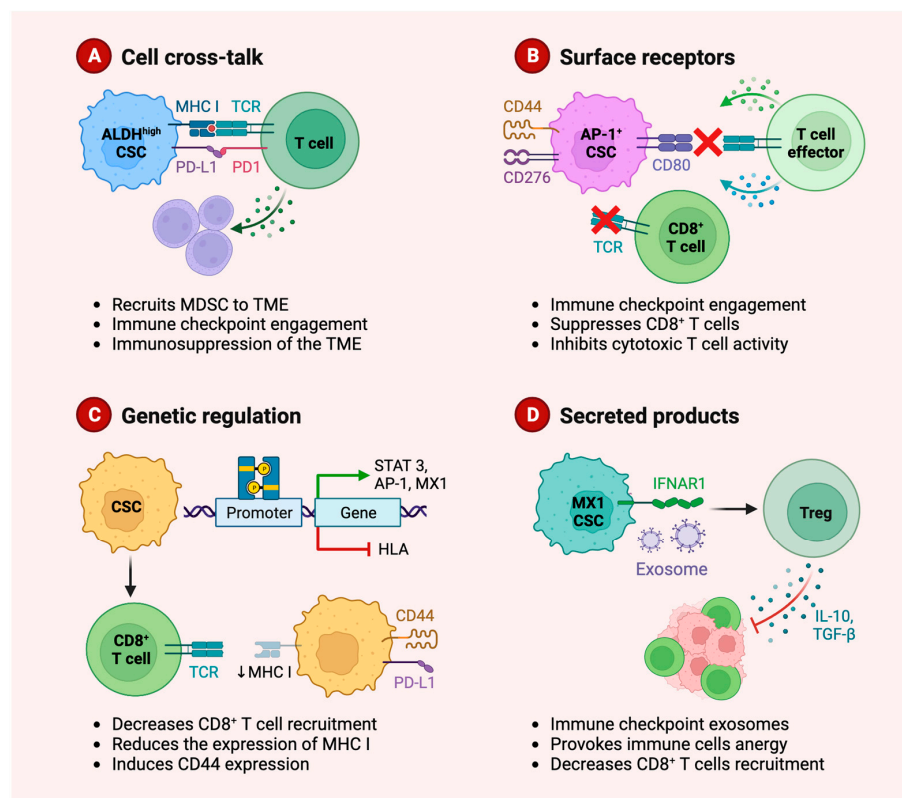 A Cell cross-talk
MHC I TCR
ALDHhigh
CSC
T cell
PD-L1 PD1
• Recruits MDSC to TME
• Immune checkpoint engagement
• Immunosuppression of the TME
B Surface receptors
CD44
AP-1⁺
CSC
T cell
effector
CD80
CD276
CD8⁺
T cell
TCR
• Immune checkpoint engagement
• Suppresses CD8⁺ T cells
• Inhibits cytotoxic T cell activity
C Genetic regulation
CSC
P
P
Promoter
Gene
STAT 3,
AP-1, MX1
HLA
CD8⁺
T cell
TCR
↓MHC I
CD44
PD-L1
• Decreases CD8⁺ T cell recruitment
• Reduces the expression of MHC I
• Induces CD44 expression
D Secreted products
MX1
CSC
IFNAR1
Treg
Exosome
IL-10,
TGF-β
• Immune checkpoint exosomes
• Provokes immune cells anergy
• Decreases CD8⁺ T cells recruitment